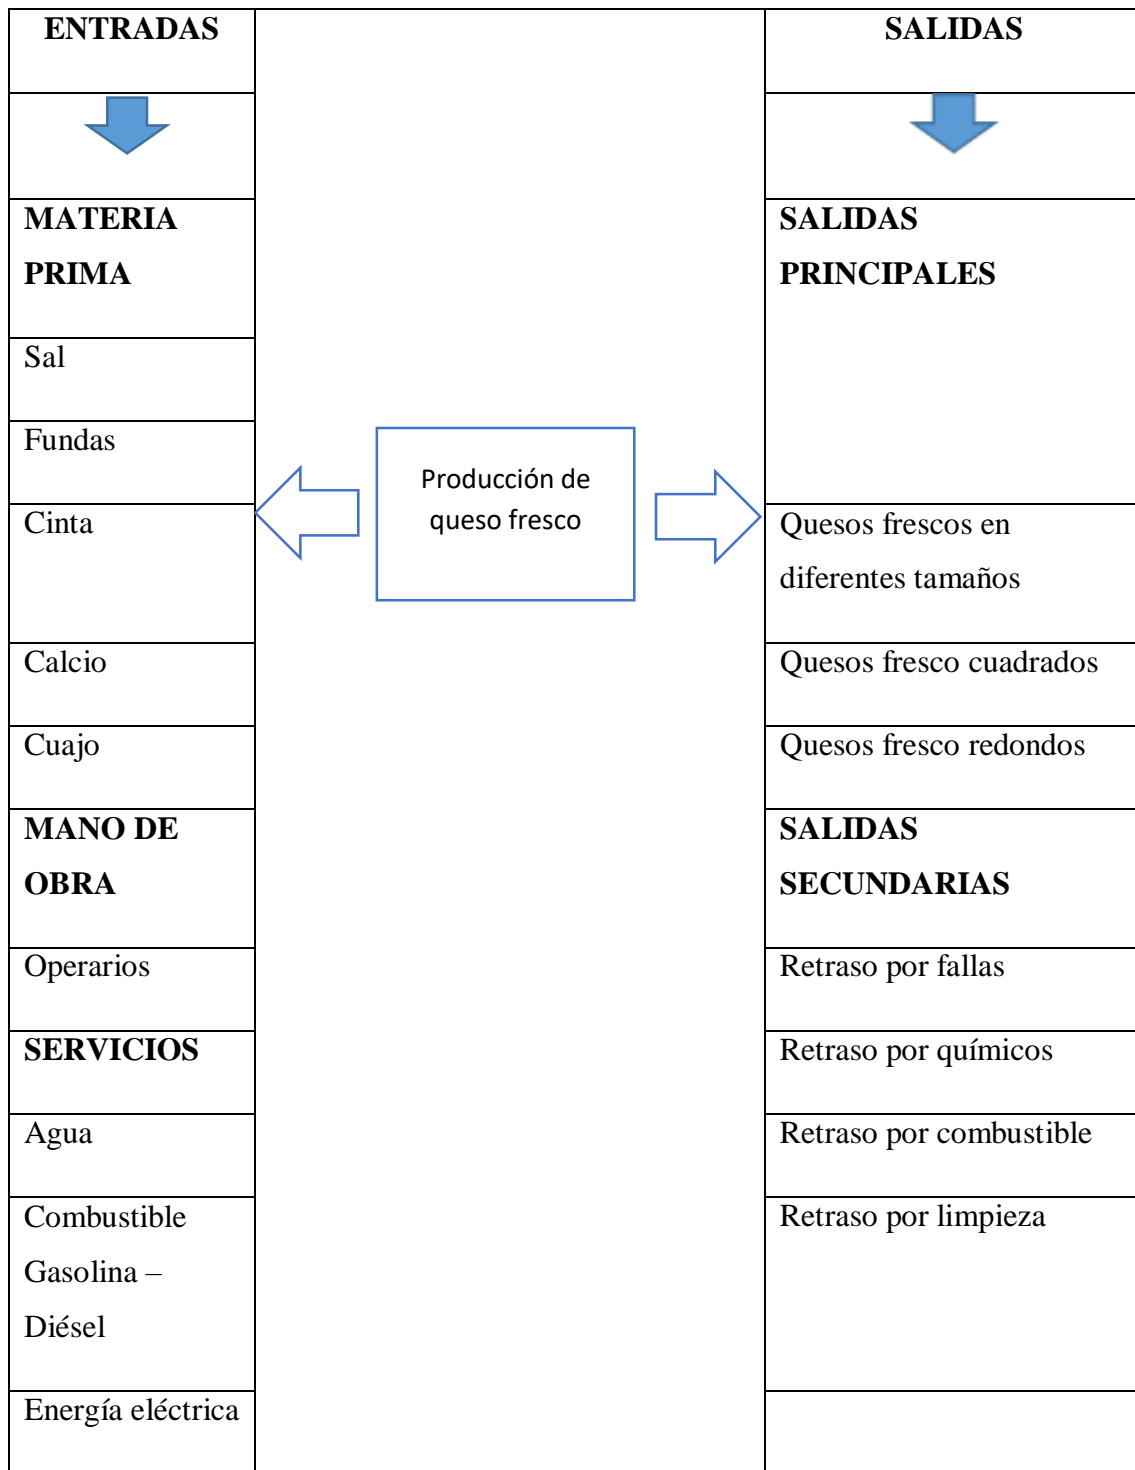 ENTRADAS
SALIDAS
MATERIA
PRIMA
SALIDAS
PRINCIPALES
Sal
Fundas
Producción de
queso fresco
Cinta
Quesos frescos en
diferentes tamaños
Calcio
Quesos fresco cuadrados
Cuajo
Quesos fresco redondos
MANO DE
OBRA
SALIDAS
SECUNDARIAS
Operarios
Retraso por fallas
SERVICIOS
Retraso por químicos
Agua
Retraso por combustible
Combustible
Gasolina –
Diésel
Retraso por limpieza
Energía eléctrica